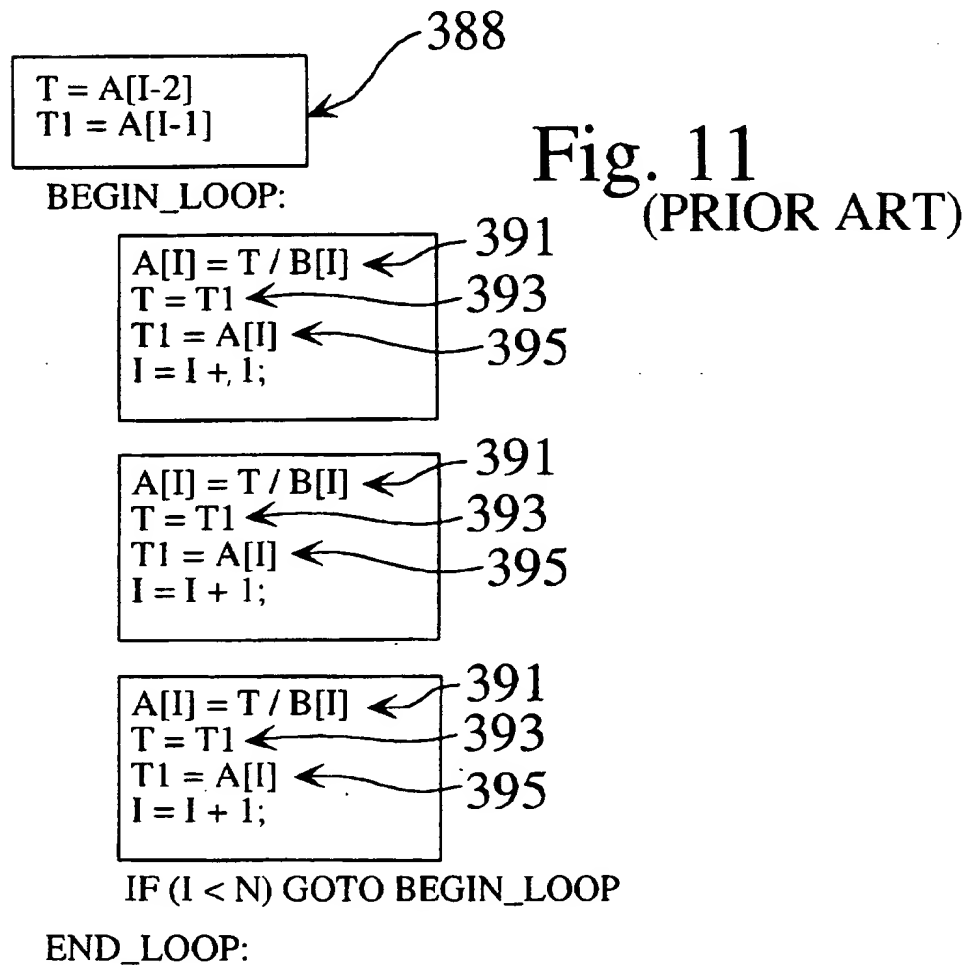 388
T = A[I-2]
T1 = A[I-1]
Fig. 11
(PRIOR ART)
BEGIN_LOOP:
A[I] = T / B[I]
391
T = T1
393
T1 = A[I]
395
I = I + 1;
A[I] = T / B[I]
391
T = T1
393
T1 = A[I]
395
I = I + 1;
A[I] = T / B[I]
391
T = T1
393
T1 = A[I]
395
I = I + 1;
IF (I < N) GOTO BEGIN_LOOP
END_LOOP: